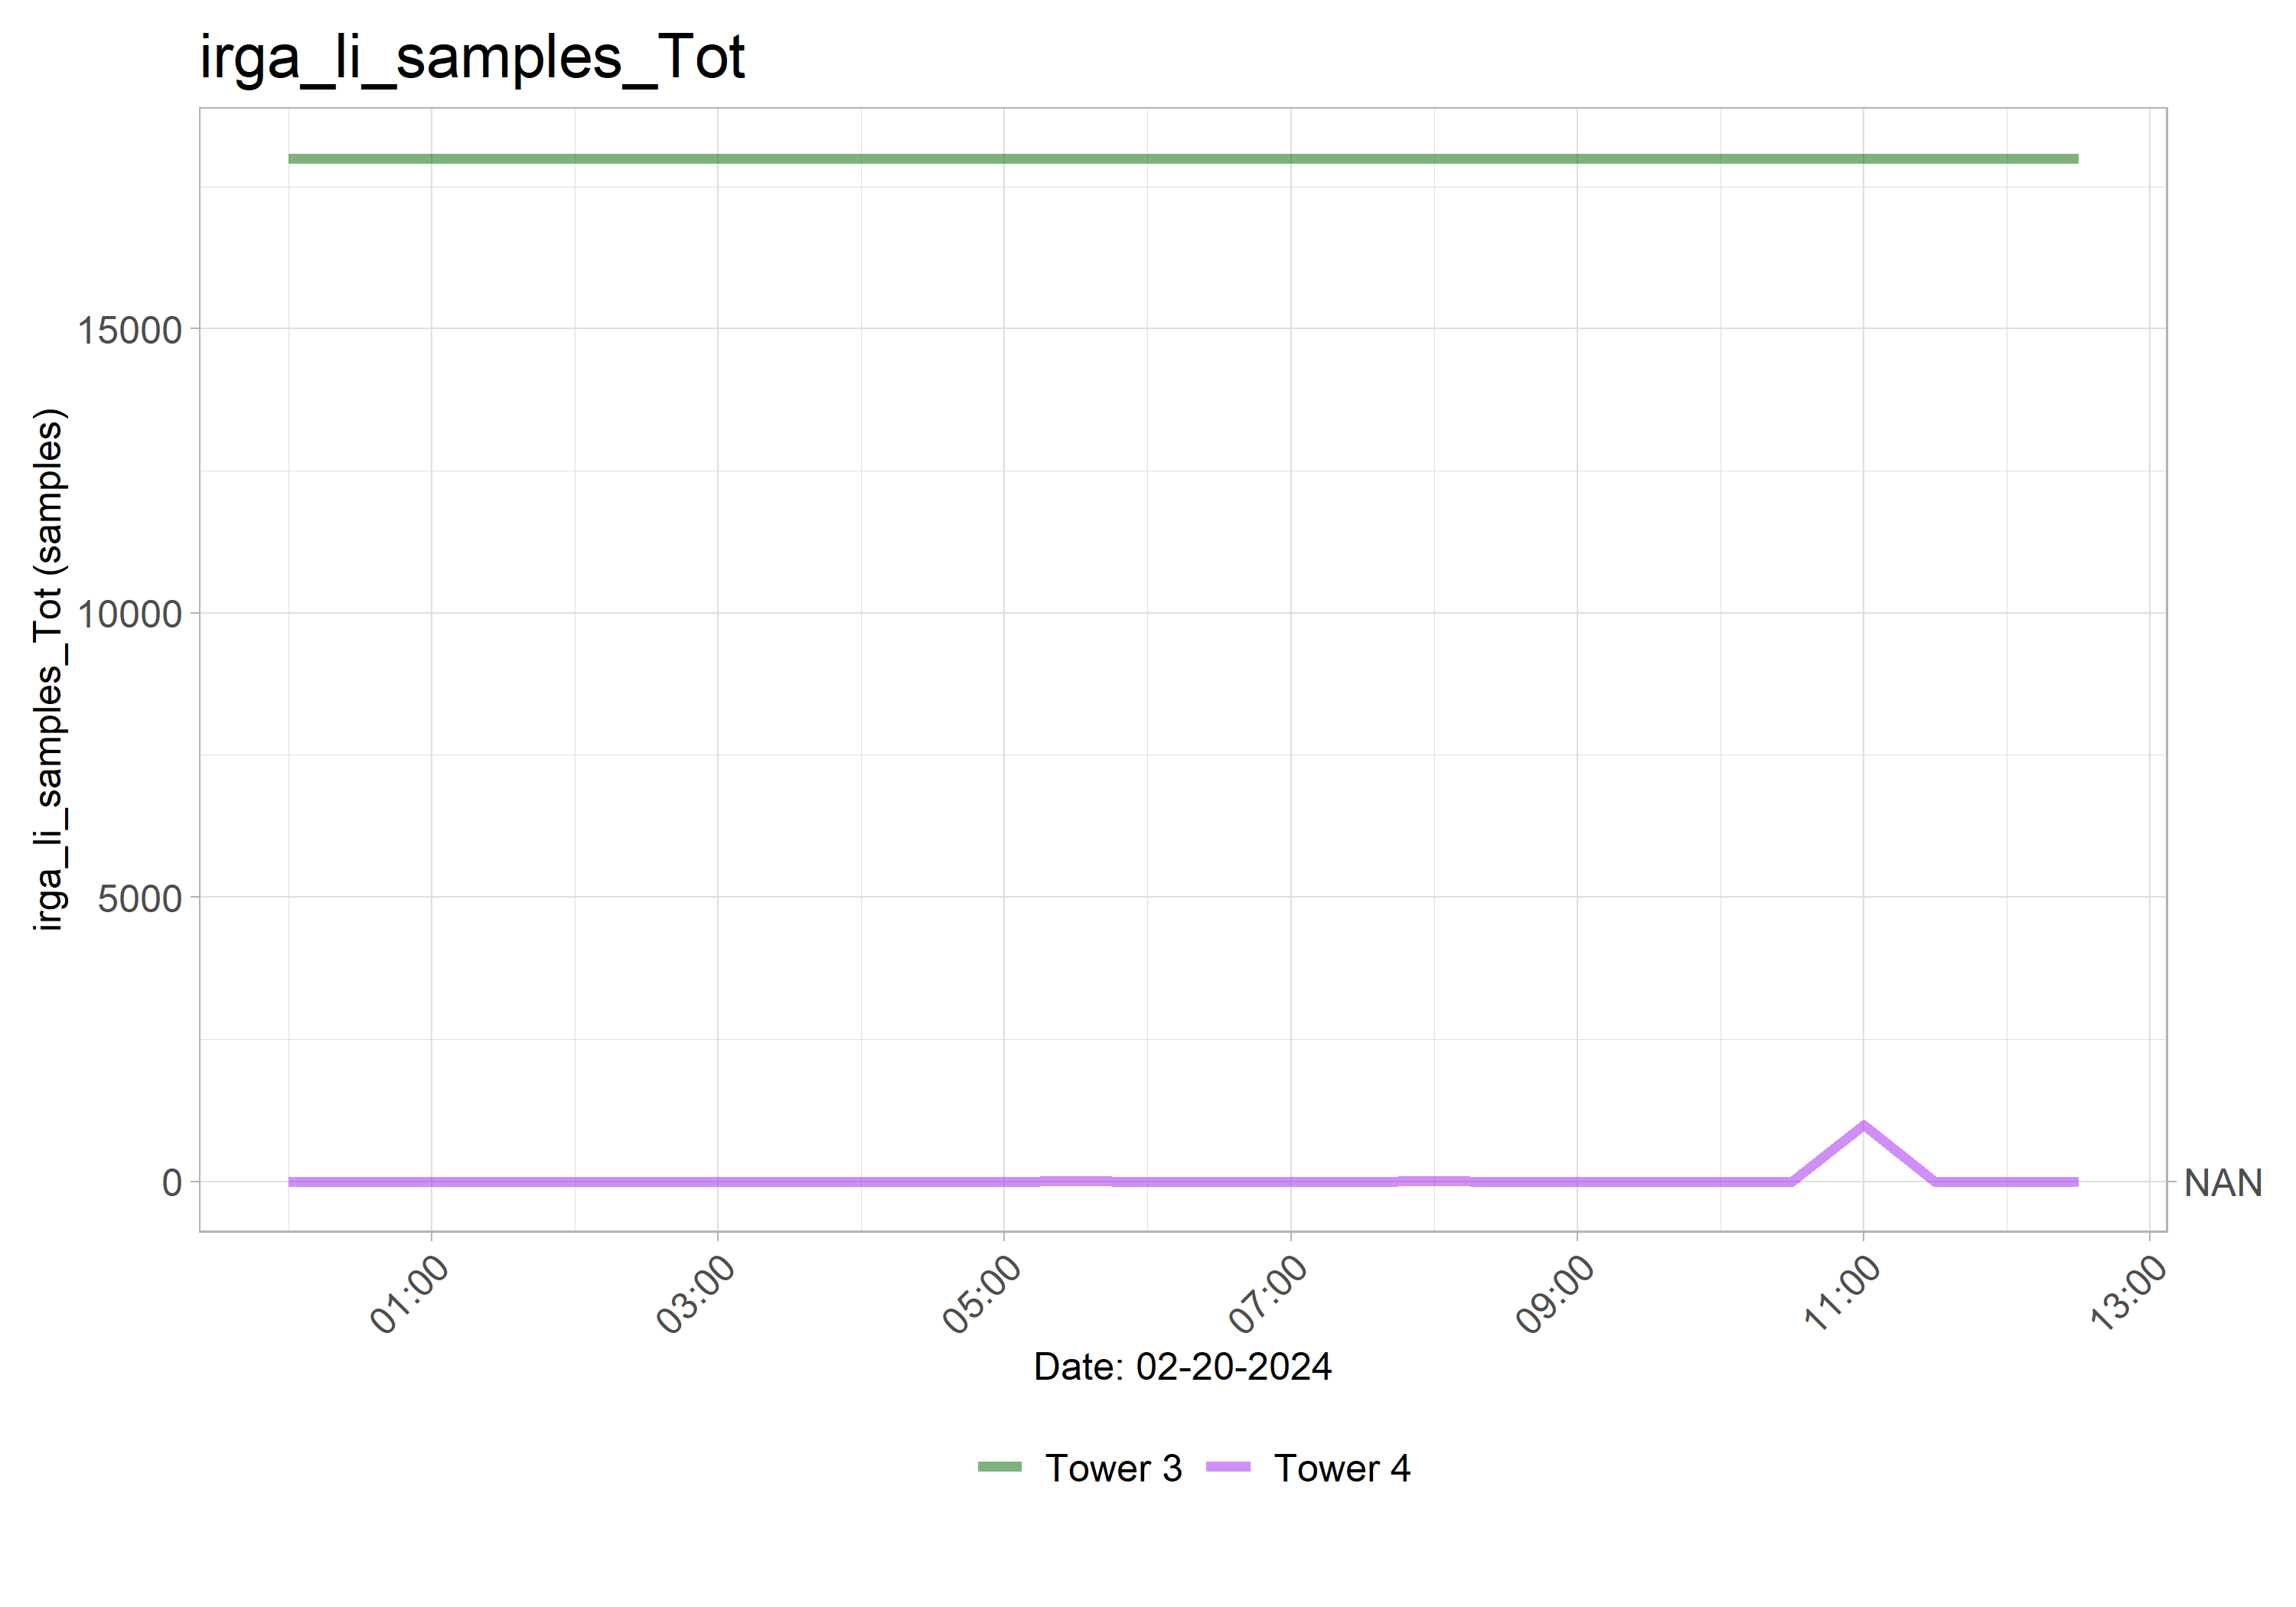 irga_li_samples_Tot
irga_li_samples_Tot (samples)
15000
10000
5000
0
NAN
01:00
03:00
05:00
07:00
09:00
11:00
13:00
Date: 02-20-2024
Tower 3
Tower 4